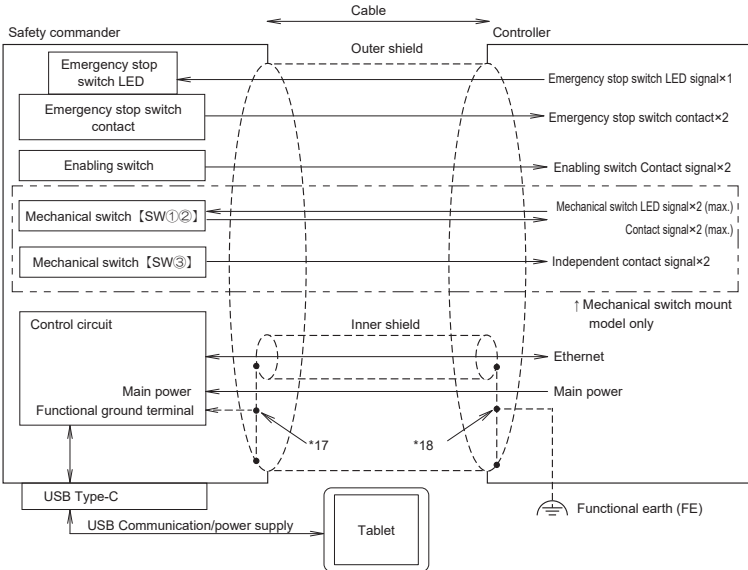 Cable
Safety commander
Controller
Outer shield
Emergency stop
switch LED
Emergency stop switch LED signal×1
Emergency stop switch
contact
Emergency stop switch contact×2
Enabling switch
Enabling switch Contact signal×2
Mechanical switch【SW①②】
Mechanical switch LED signal×2 (max.)
Contact signal×2 (max.)
Mechanical switch【SW③】
Independent contact signal×2
↑Mechanical switch mount
model only
Control circuit
Inner shield
Ethernet
Main power
Main power
Functional ground terminal
*17
*18
USB Type-C
Functional earth (FE)
USB Communication/power supply
Tablet